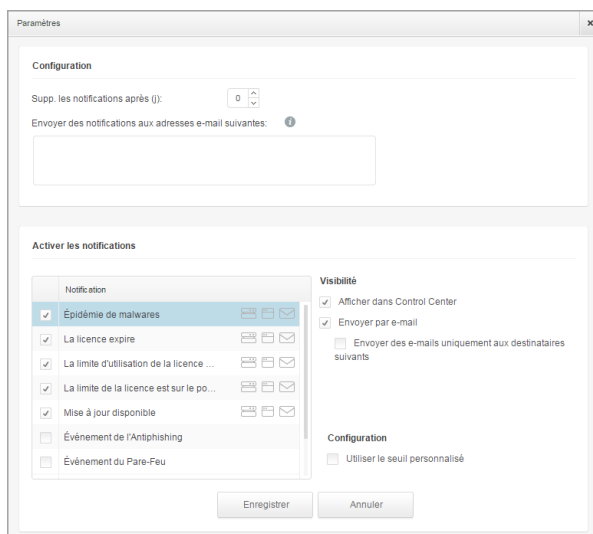 Paramètres
Configuration
Supp. les notifications après (j):
0
Envoyer des notifications aux adresses e-mail suivantes:
Activer les notifications
Notification
Épidémie de malwares
La licence expire
La limite d'utilisation de la licence ...
La limite de la licence est sur le po...
Mise à jour disponible
Événement de l'Antiphishing
Événement du Pare-Feu
Visibilité
Afficher dans Control Center
Envoyer par e-mail
Envoyer des e-mails uniquement aux destinataires
suivants
Configuration
Utiliser le seuil personnalisé
Enregistrer
Annuler